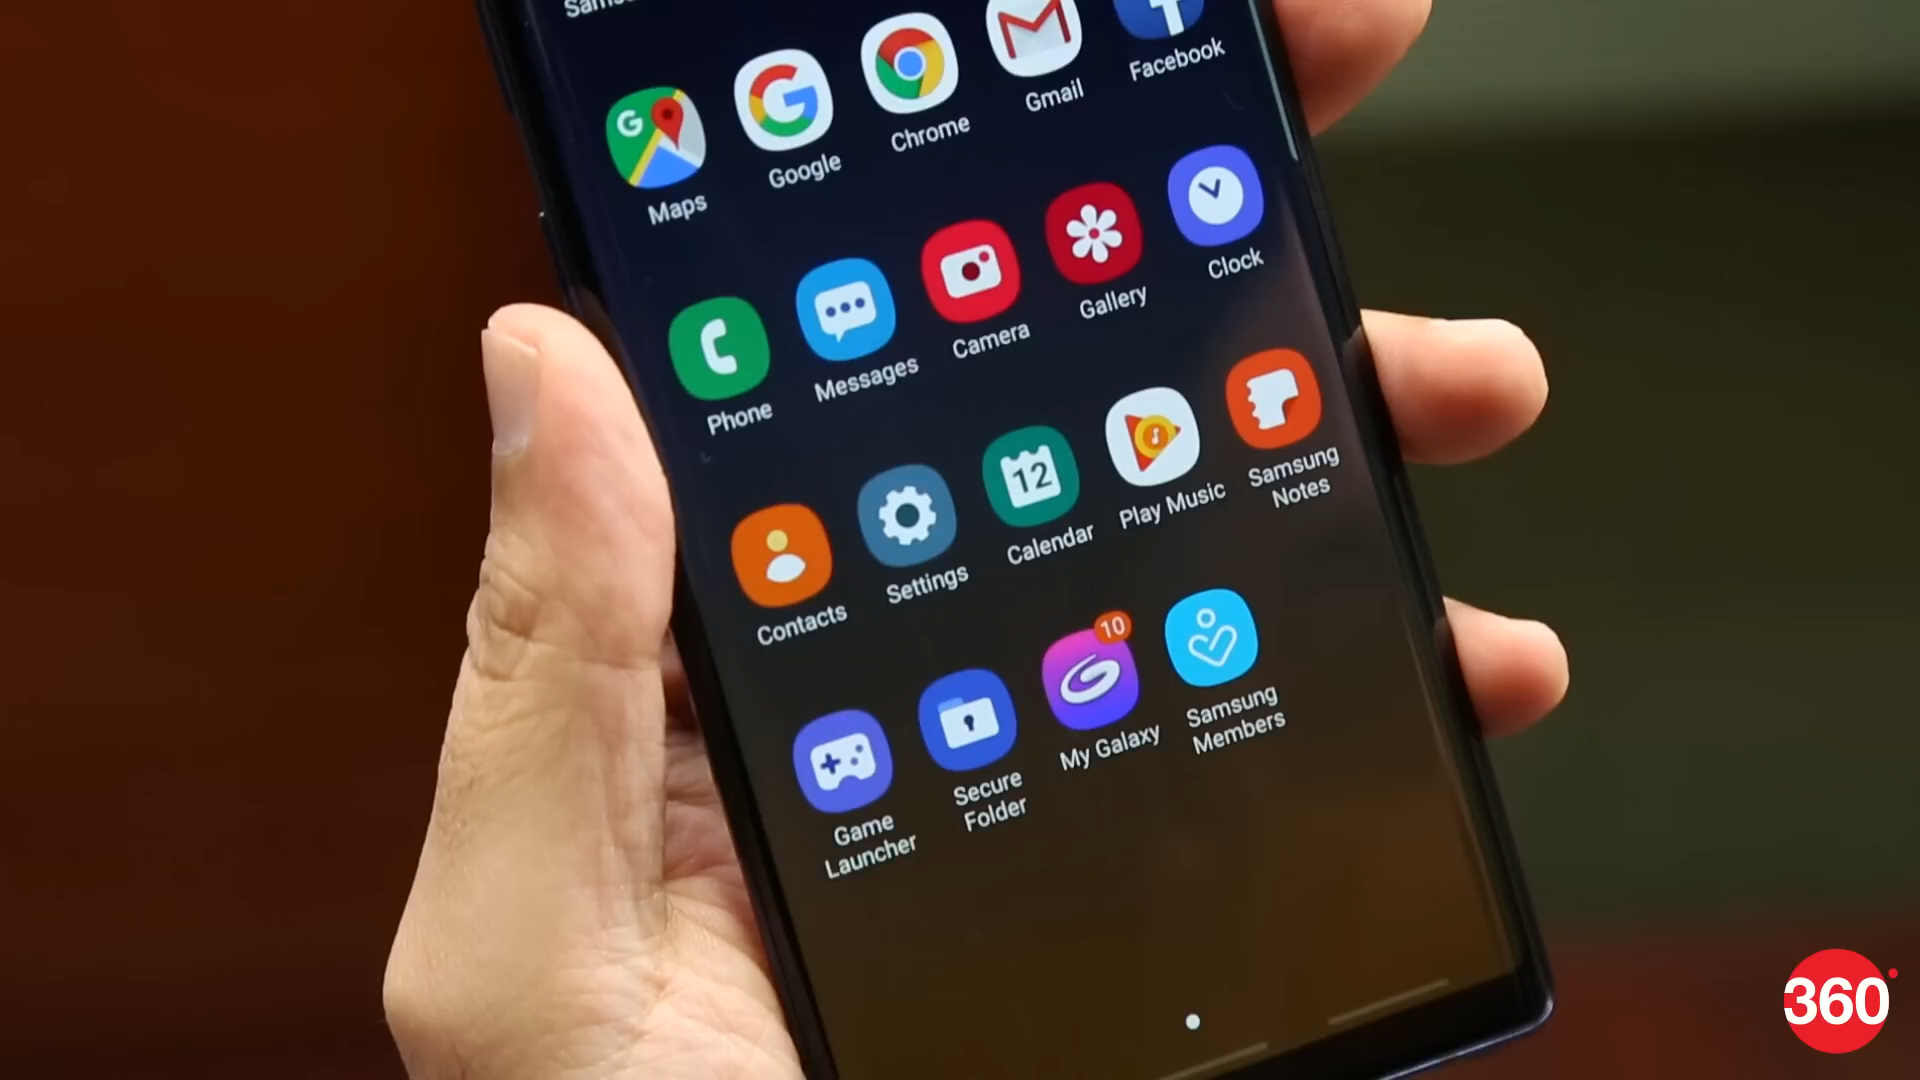 Maps
Google
Chrome
Gmail
Facebook
Phone
Messages
Camera
Gallery
Clock
Contacts
Settings
12
Calendar
Play Music
Samsung
Notes
Game
Launcher
Secure
Folder
10
My Galaxy
Samsung
Members
360